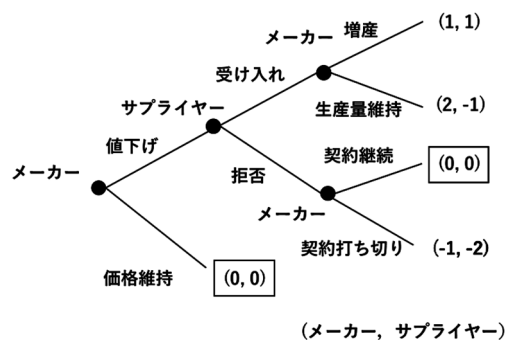 メーカー
増産
(1, 1)
受け入れ
サプライヤー
生産量維持
(2, -1)
値下げ
契約継続
(0, 0)
拒否
メーカー
メーカー
契約打ち切り
(-1, -2)
価格維持
(0, 0)
(メーカー, サプライヤー)